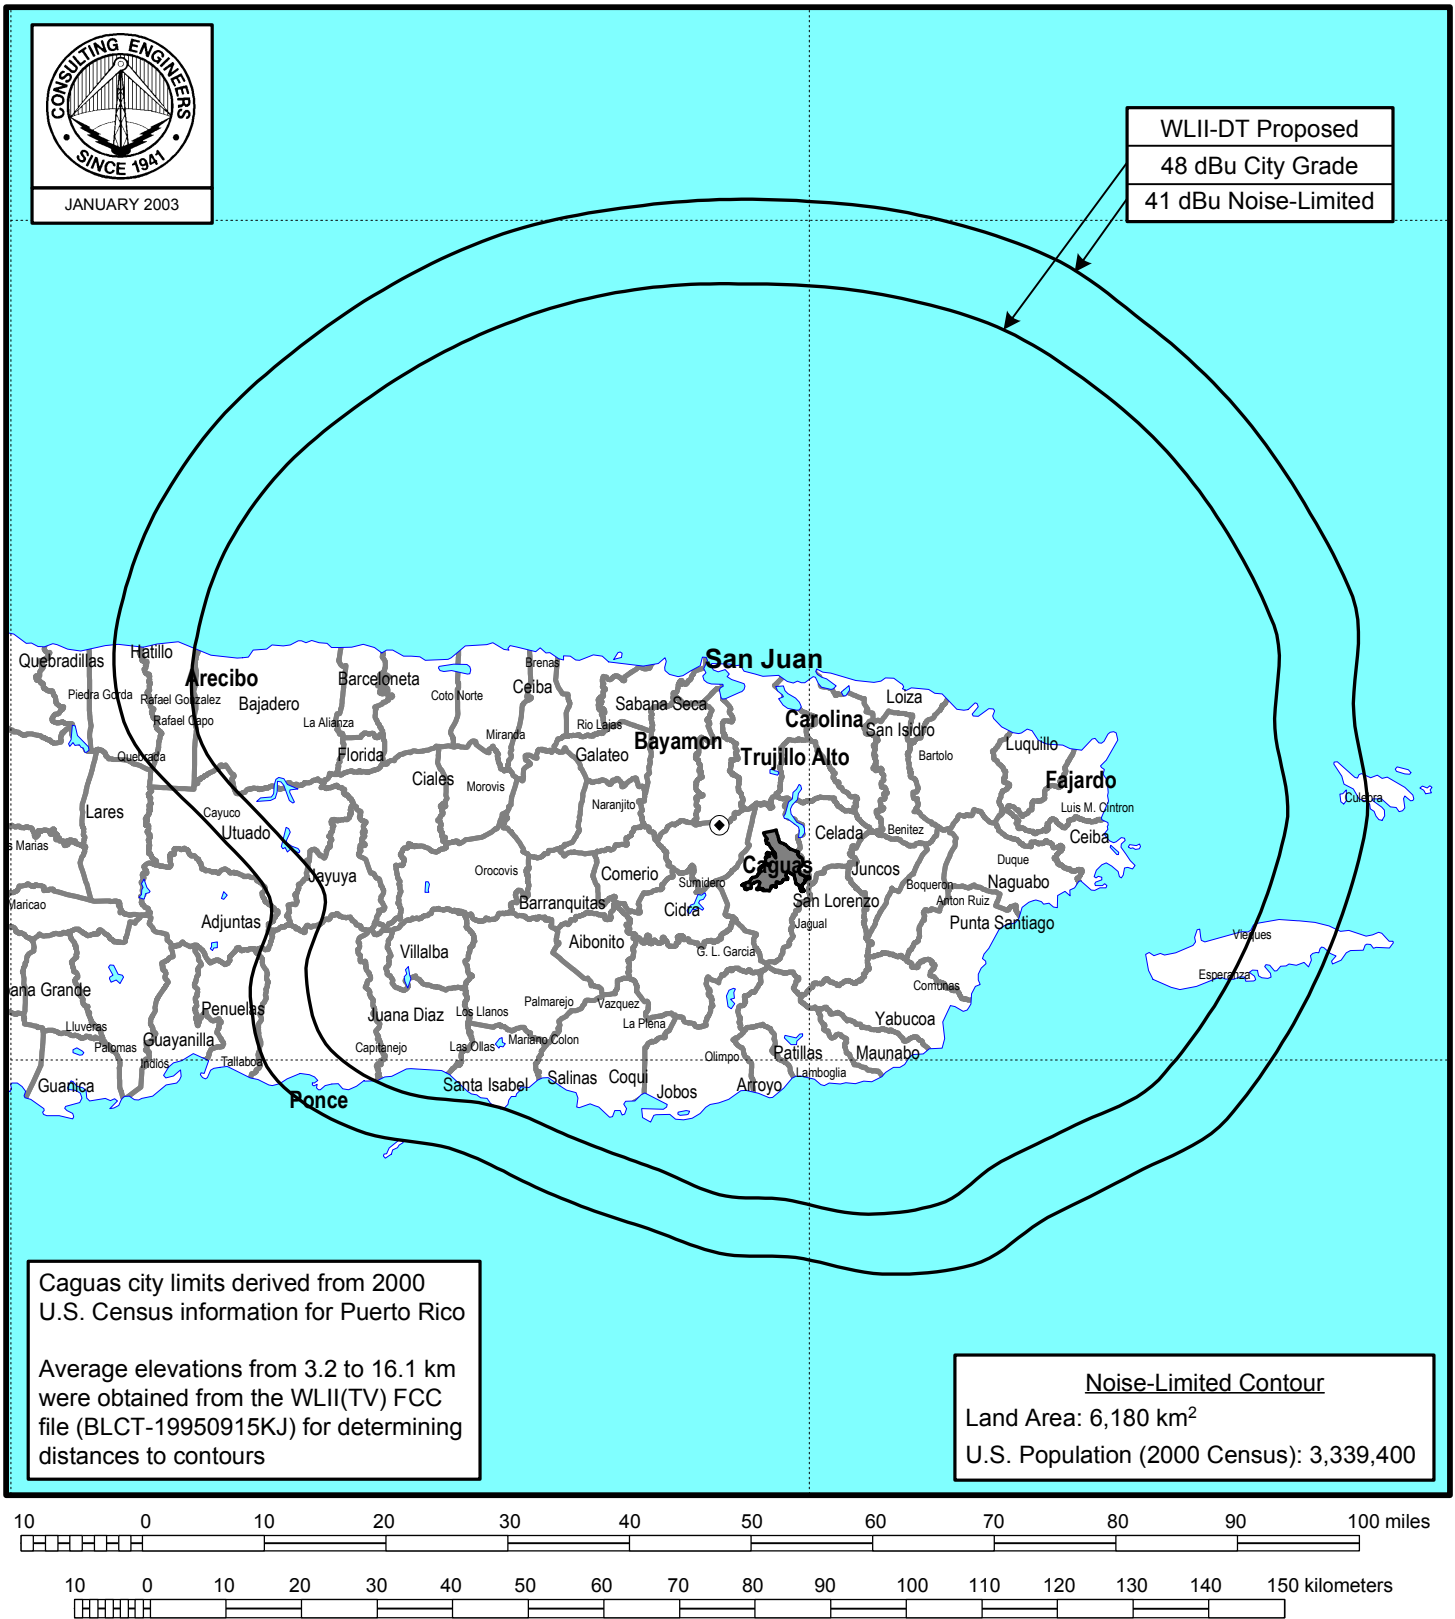 CONSULTING ENGINEERS
• SINCE 1941 •
JANUARY 2003
WLII-DT Proposed
48 dBu City Grade
41 dBu Noise-Limited
San Juan
Quebradillas
Hatillo
Arecibo
Piedra Gorda
Rafael Gonzalez
Rafael Capo
Bajadero
Barceloneta
La Alianza
Coto Norte
Brenas
Ceiba
Miranda
Rio Lajas
Sabana Seca
Bayamon
Galateo
Carolina
Trujillo Alto
Loiza
San Isidro
Bartolo
Luquillo
Fajardo
Luis M. Cintron
Ceiba
Culebra
Quebrada
Florida
Ciales
Morovis
Naranjito
Lares
Cayuco
Utuado
s Marias
Maricao
Jayuya
Orocovis
Barranquitas
Comerio
Sumidero
Cidra
Caguas
Celada
Benitez
Juncos
San Lorenzo
Jagual
Boqueron
Anton Ruiz
Duque
Naguabo
Punta Santiago
Vieques
Esperanza
Adjuntas
Villalba
Aibonito
G. L. Garcia
Comunas
Yabucoa
Maunabo
ana Grande
Lluveras
Palomas
Guayanilla
Indios
Penuelas
Tallaboa
Juana Diaz
Capitanejo
Los Llanos
Las Ollas
Palmarejo
Mariano Colon
Vazquez
La Plena
Olimpo
Patillas
Lamboglia
Guanica
Ponce
Santa Isabel
Salinas
Coqui
Jobos
Arroyo
Caguas city limits derived from 2000
U.S. Census information for Puerto Rico
Average elevations from 3.2 to 16.1 km
were obtained from the WLII(TV) FCC
file (BLCT-19950915KJ) for determining
distances to contours
Noise-Limited Contour
Land Area: 6,180 km²
U.S. Population (2000 Census): 3,339,400
10 0 10 20 30 40 50 60 70 80 90 100 miles
10 0 10 20 30 40 50 60 70 80 90 100 110 120 130 140 150 kilometers